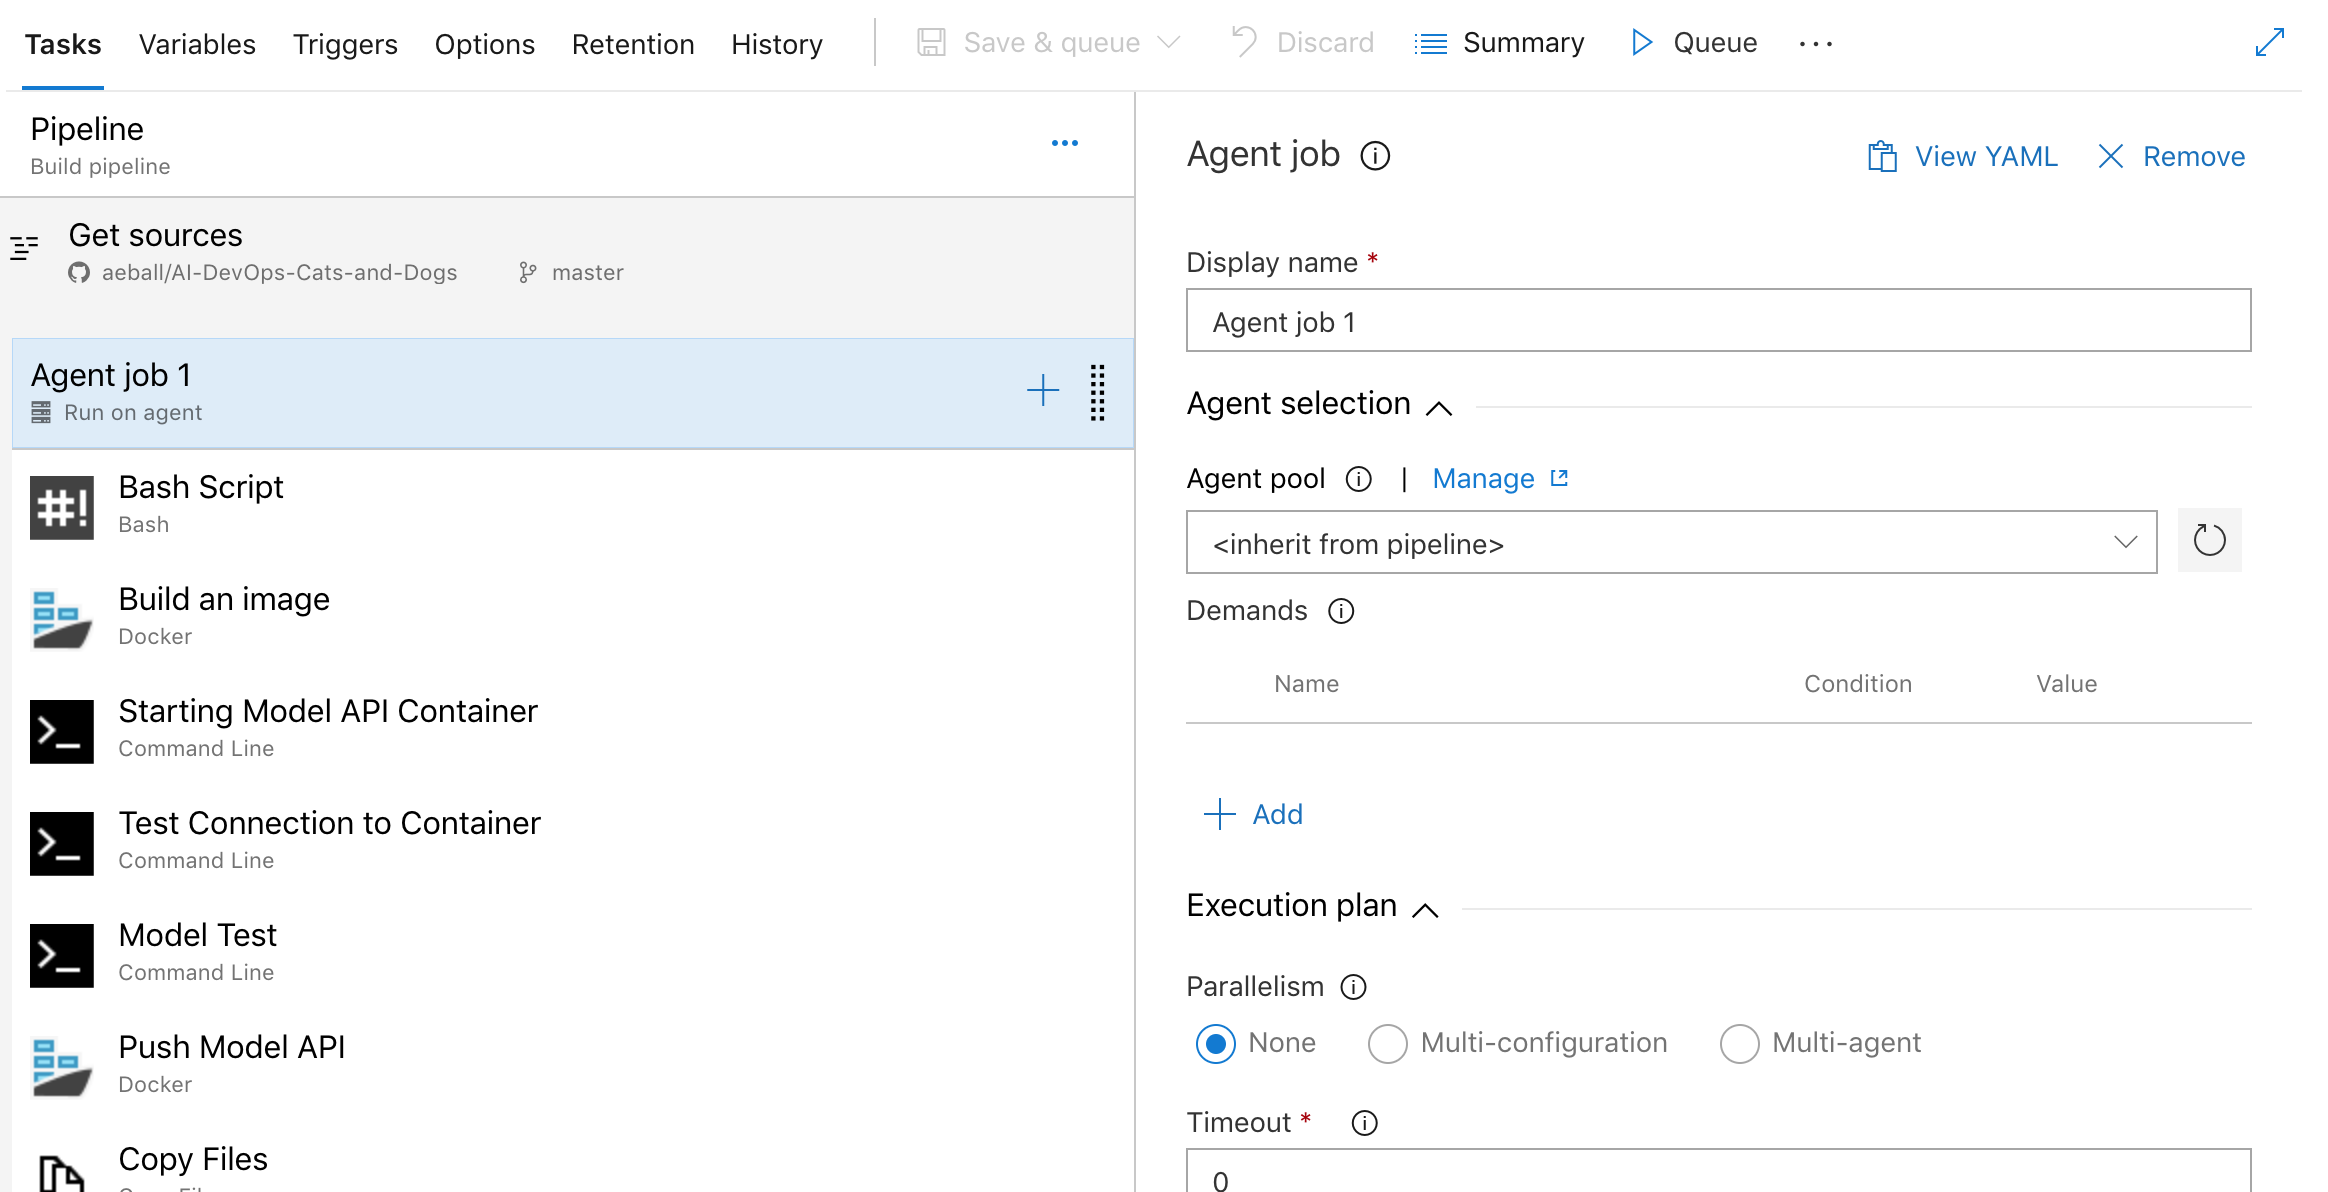 Tasks Variables Triggers Options Retention History Save & queue Discard Summary Queue ...
Pipeline
Build pipeline
Get sources
aeball/AI-DevOps-Cats-and-Dogs master
Agent job 1
Run on agent
#! Bash Script
Bash
Build an image
Docker
Starting Model API Container
Command Line
Test Connection to Container
Command Line
Model Test
Command Line
Push Model API
Docker
Copy Files
Agent job View YAML Remove
Display name *
Agent job 1
Agent selection
Agent pool | Manage
<inherit from pipeline>
Demands
Name Condition Value
Add
Execution plan
Parallelism
None Multi-configuration Multi-agent
Timeout *
0